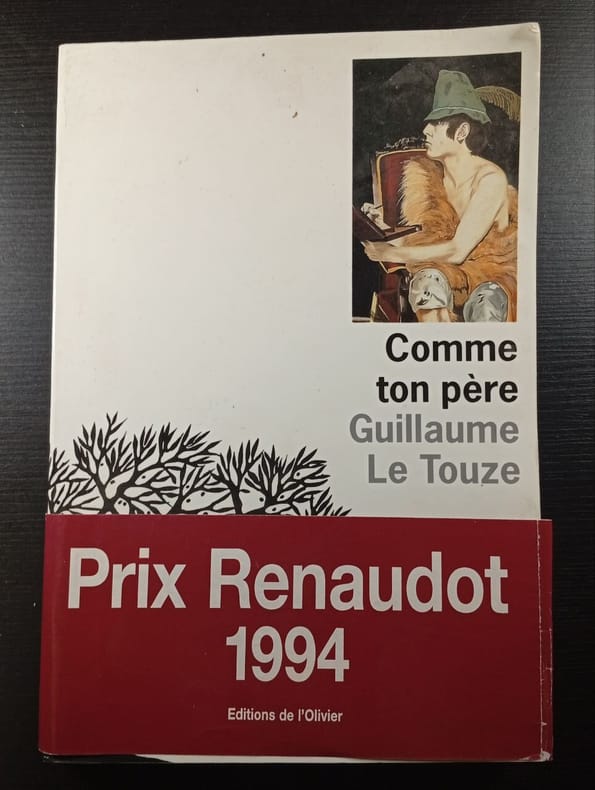 Comme
ton père
Guillaume
Le Touze
Prix Renaudot
1994
Editions de l'Olivier